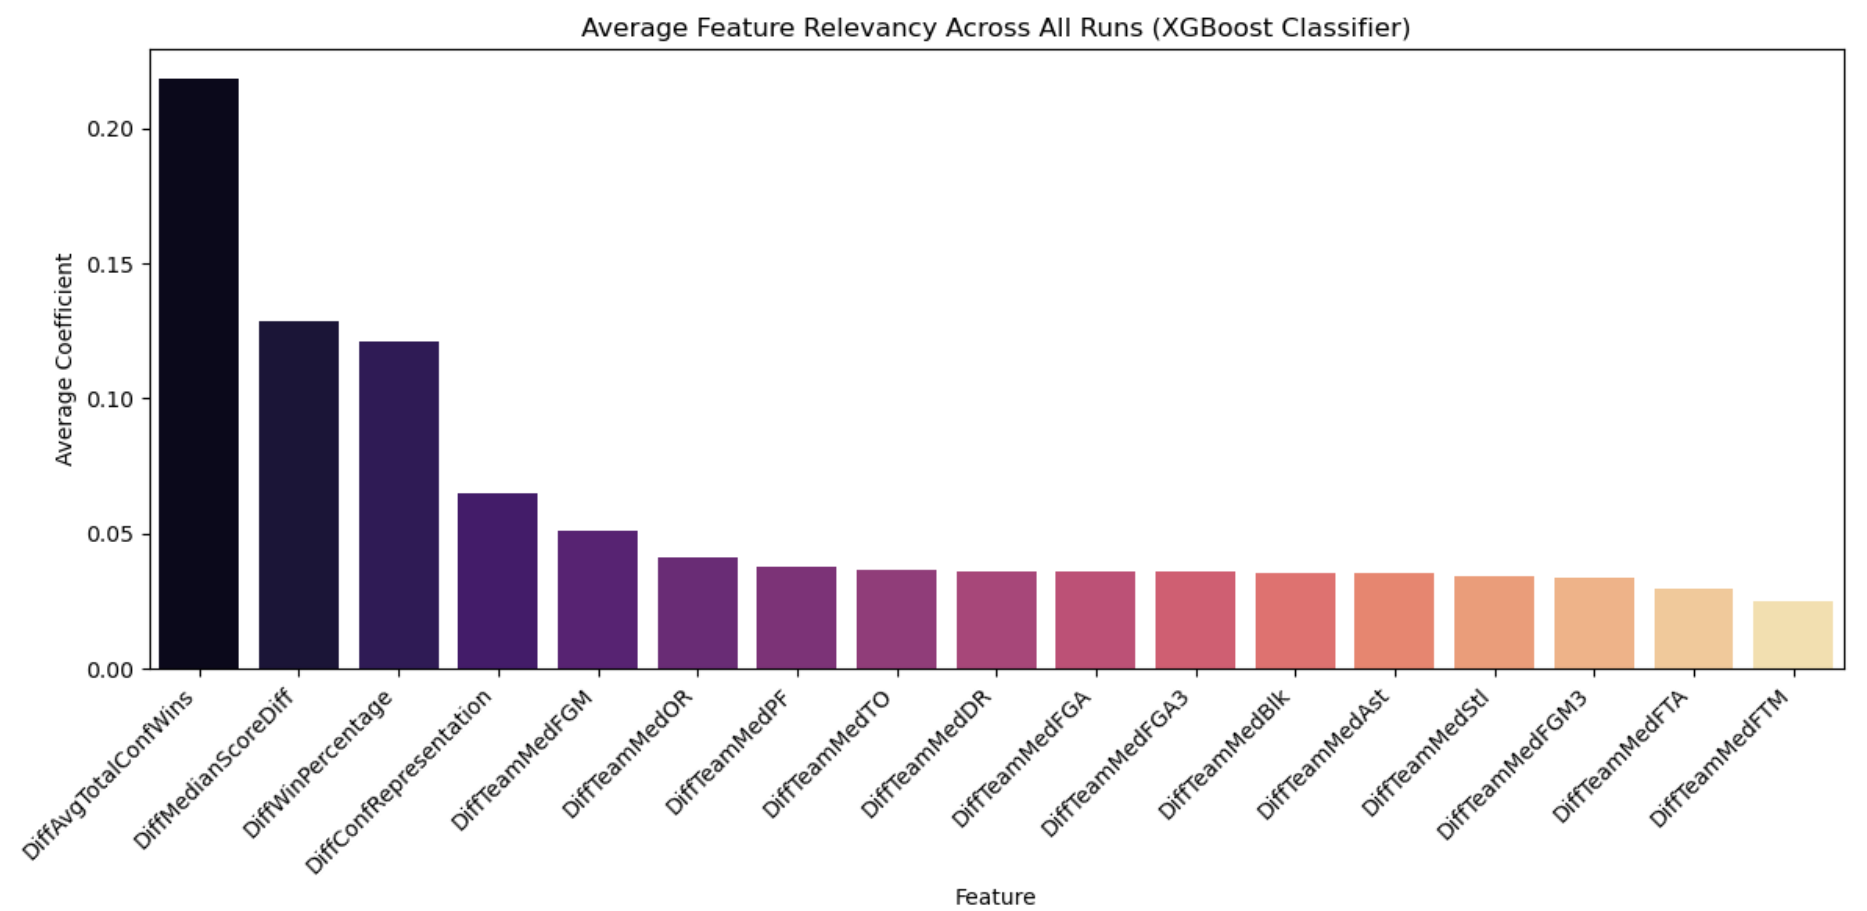 Average Feature Relevancy Across All Runs (XGBoost Classifier)
Average Coefficient
0.20
0.15
0.10
0.05
0.00
DiffAvgTotalConfWins
DiffMedianScoreDiff
DiffWinPercentage
DiffConfRepresentation
DiffTeamMedFGM
DiffTeamMedOR
DiffTeamMedPF
DiffTeamMedTO
DiffTeamMedDR
DiffTeamMedFGA
DiffTeamMedFGA3
DiffTeamMedBlk
DiffTeamMedAst
DiffTeamMedStl
DiffTeamMedFGM3
DiffTeamMedFTA
DiffTeamMedFTM
Feature